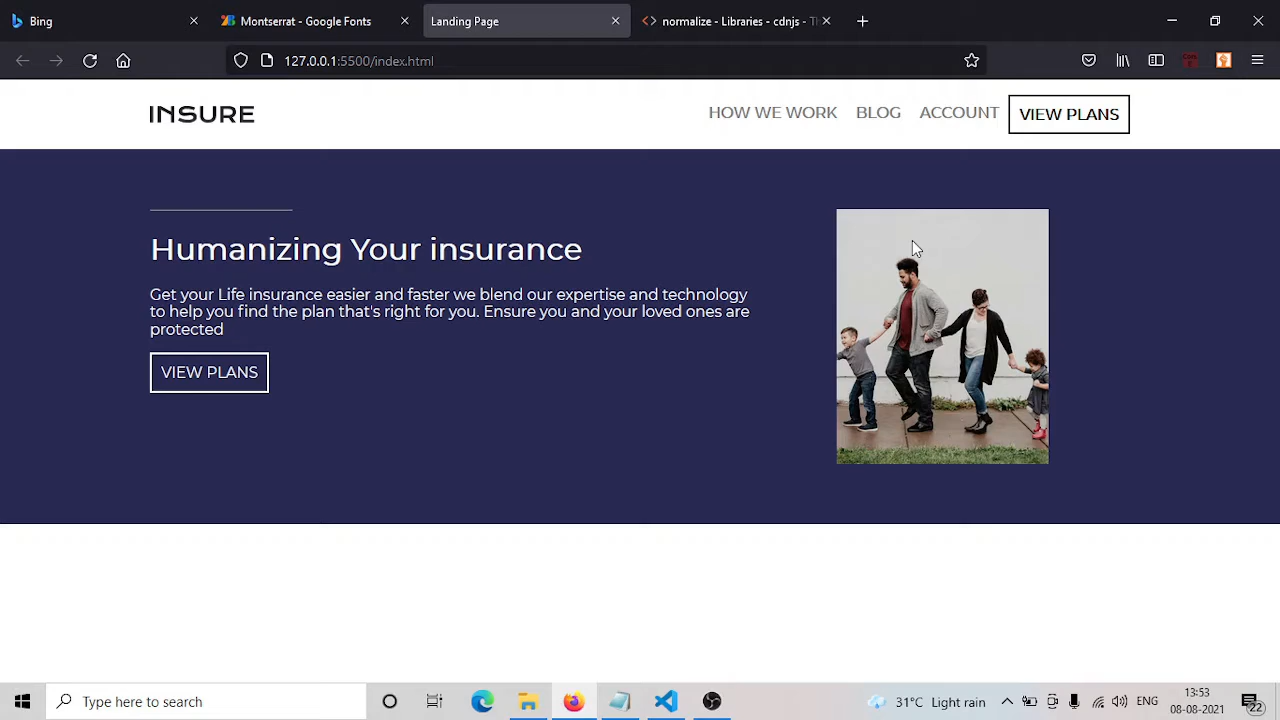 Bing
Montserrat - Google Fonts
Landing Page
normalize - Libraries - cdnjs -
127.0.0.1:5500/index.html
INSURE
HOW WE WORK BLOG ACCOUNT VIEW PLANS
Humanizing Your insurance
Get your Life insurance easier and faster we blend our expertise and technology
to help you find the plan that's right for you. Ensure you and your loved ones are
protected
VIEW PLANS
Type here to search
31°C Light rain
ENG
13:53
08-08-2021
22